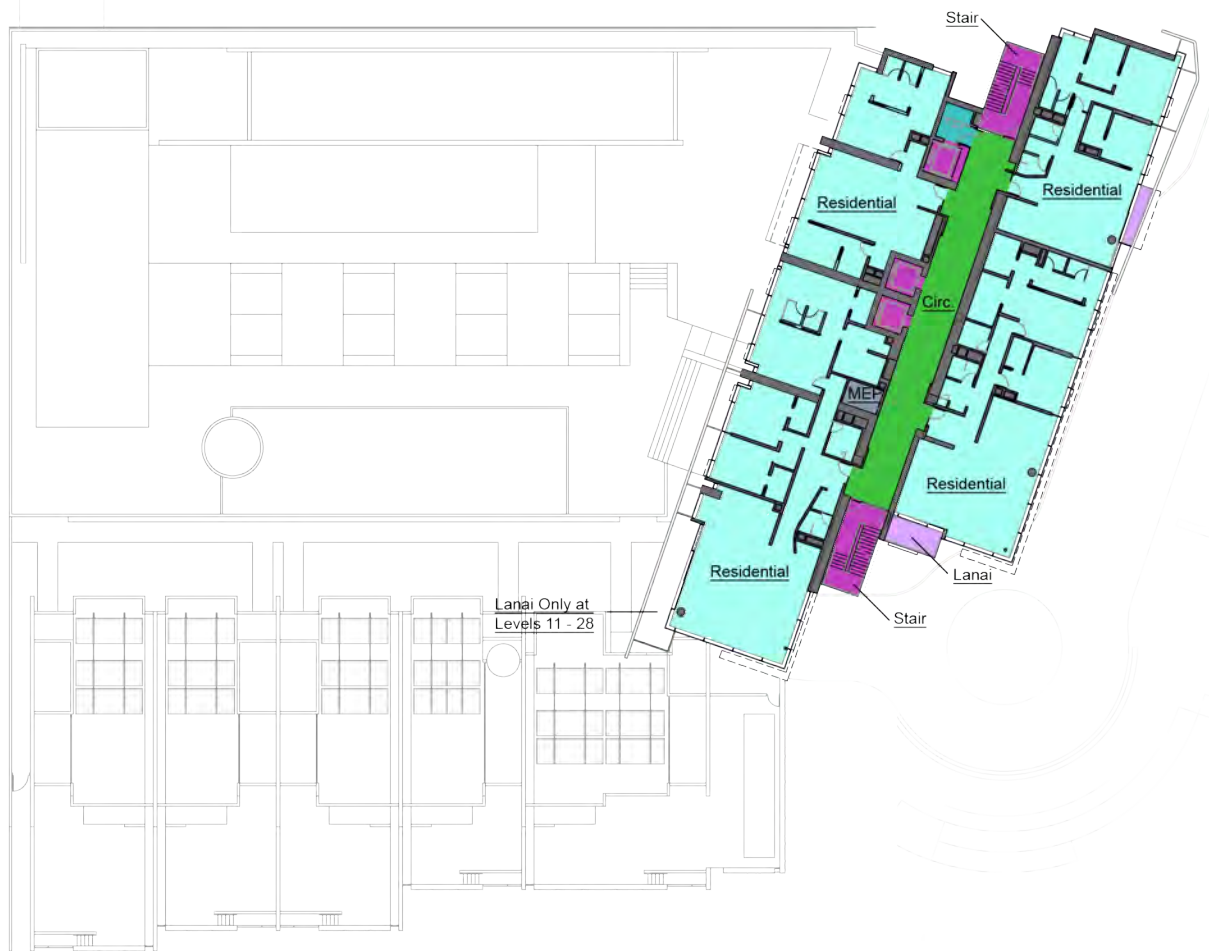 Stair
Residential
Residential
Circ.
MEP
Residential
Residential
Lanai
Stair
Lanai Only at
Levels 11 - 28